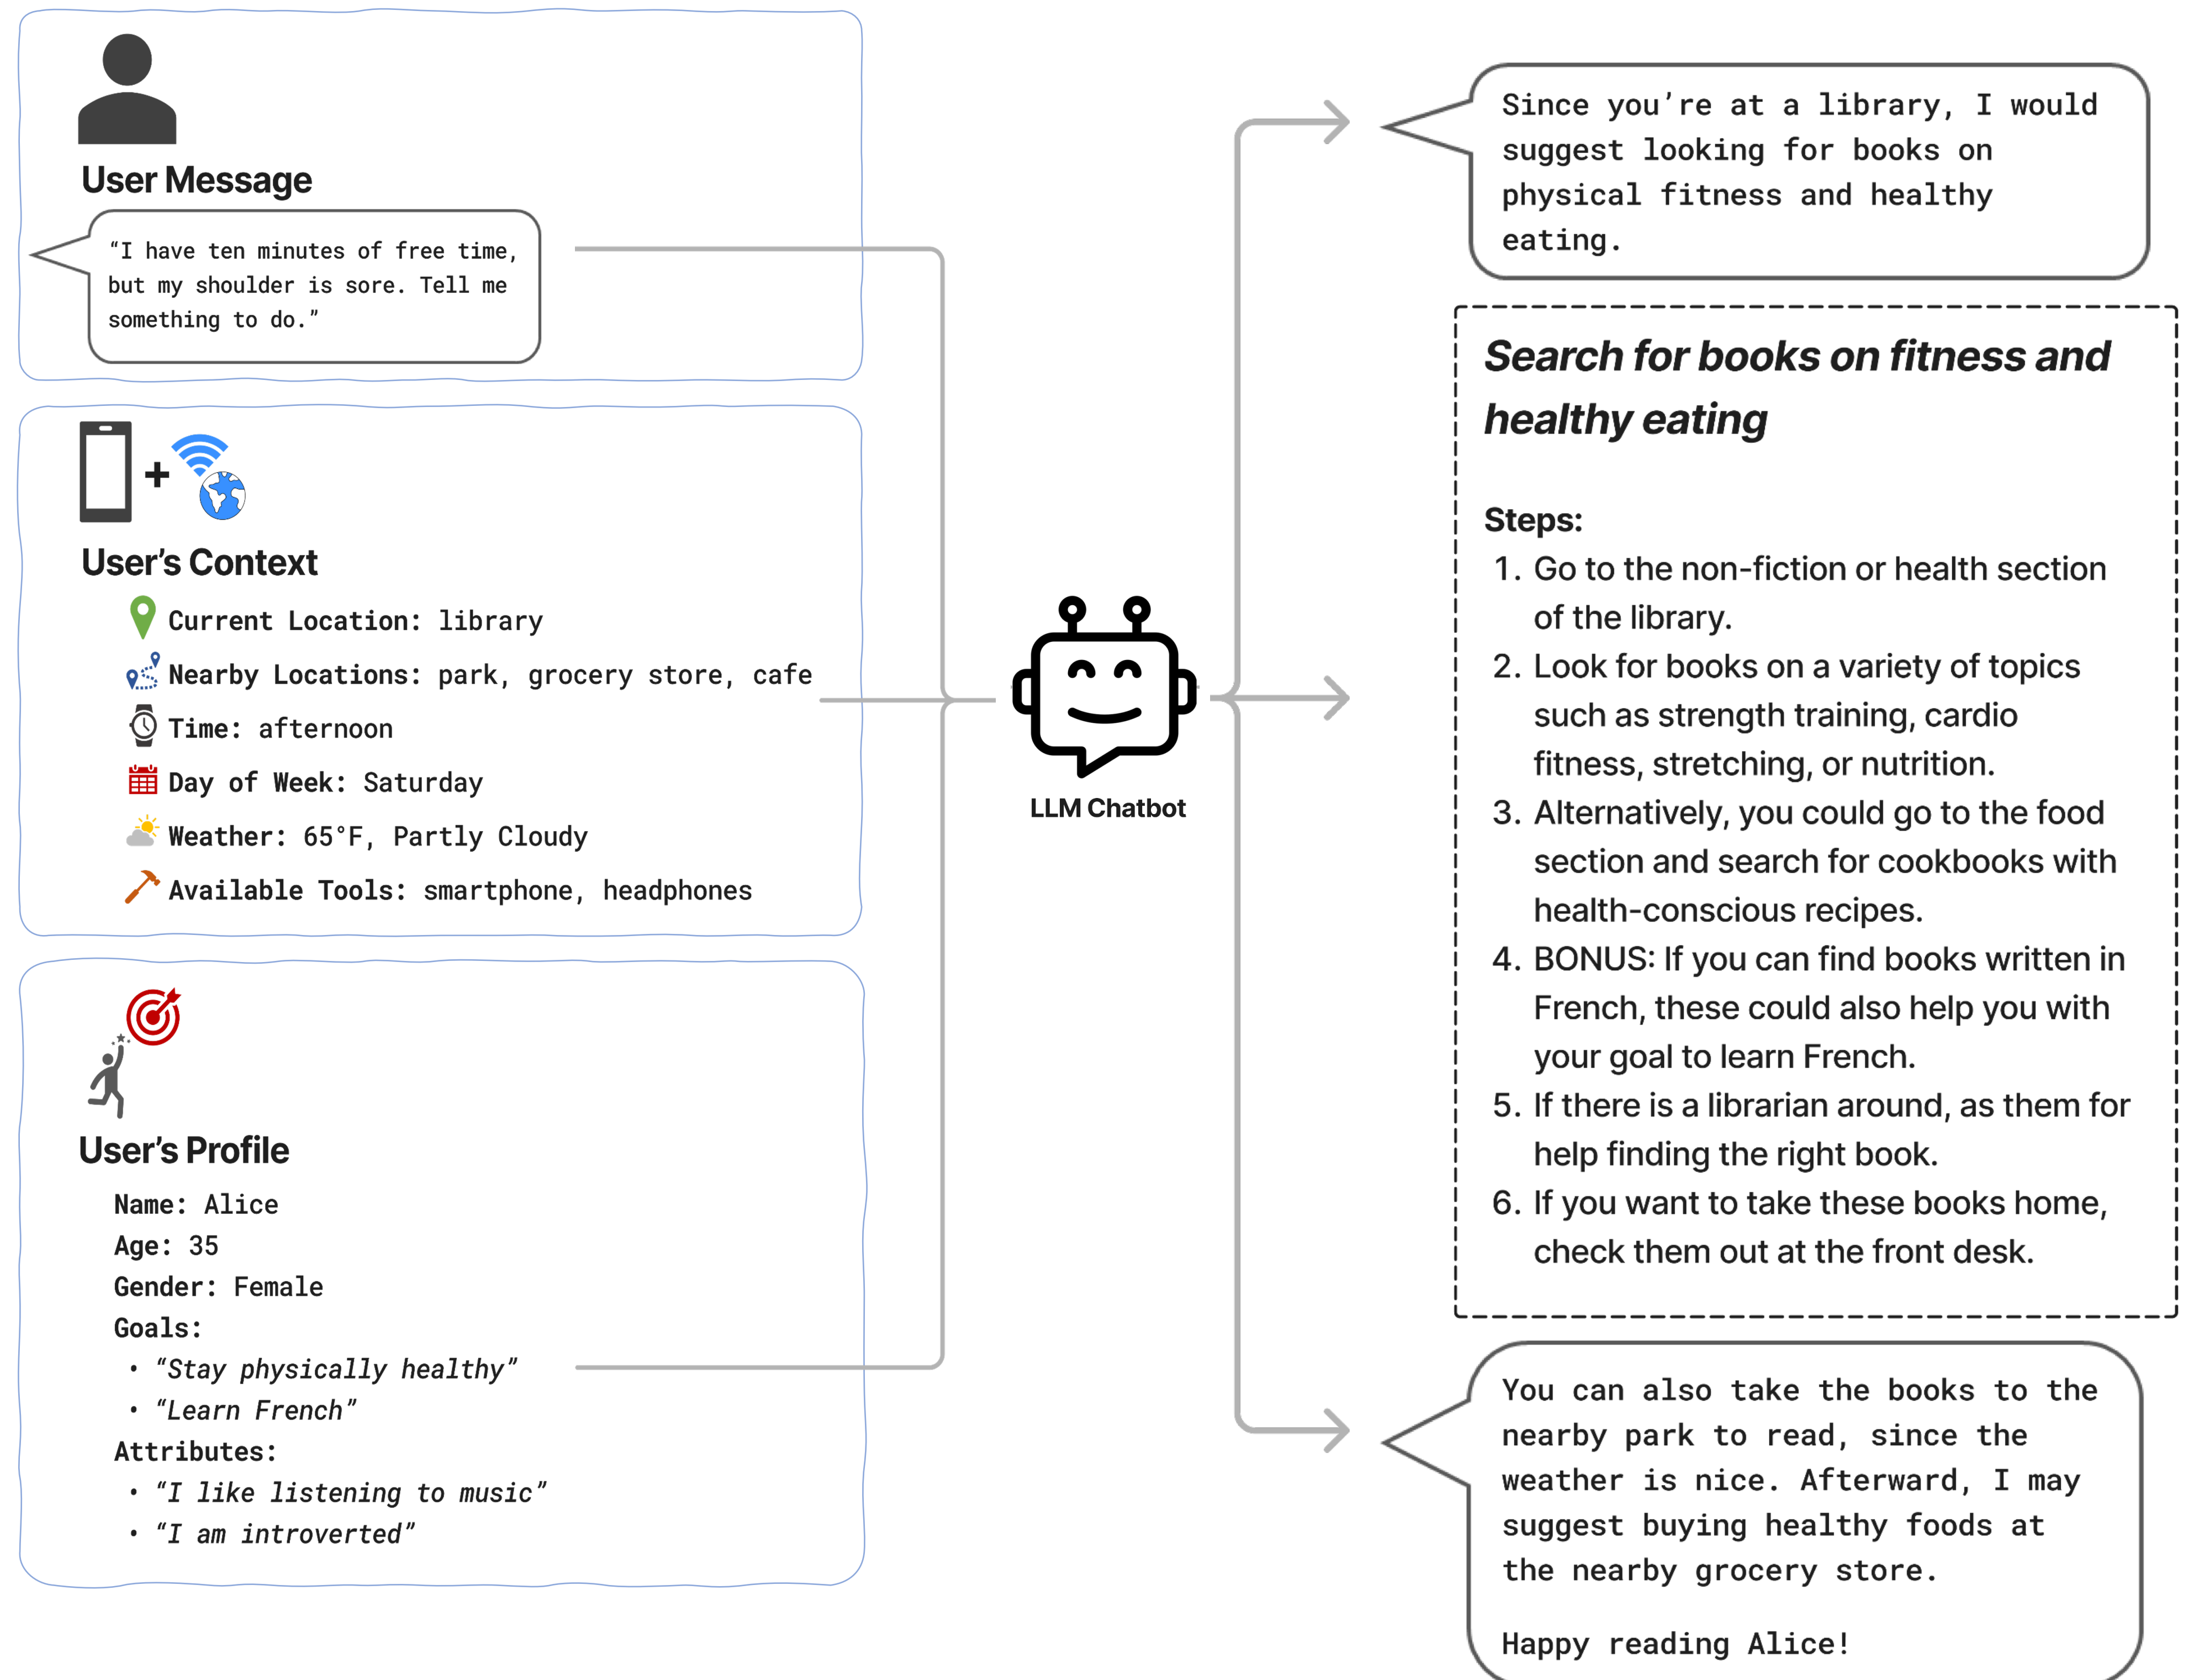 User Message
“I have ten minutes of free time,
but my shoulder is sore. Tell me
something to do.”
+
User’s Context
Current Location: library
Nearby Locations: park, grocery store, cafe
Time: afternoon
Day of Week: Saturday
Weather: 65°F, Partly Cloudy
Available Tools: smartphone, headphones
User’s Profile
Name: Alice
Age: 35
Gender: Female
Goals:
• “Stay physically healthy”
• “Learn French”
Attributes:
• “I like listening to music”
• “I am introverted”
LLM Chatbot
Since you’re at a library, I would
suggest looking for books on
physical fitness and healthy
eating.
Search for books on fitness and
healthy eating
Steps:
1. Go to the non-fiction or health section
of the library.
2. Look for books on a variety of topics
such as strength training, cardio
fitness, stretching, or nutrition.
3. Alternatively, you could go to the food
section and search for cookbooks with
health-conscious recipes.
4. BONUS: If you can find books written in
French, these could also help you with
your goal to learn French.
5. If there is a librarian around, as them for
help finding the right book.
6. If you want to take these books home,
check them out at the front desk.
You can also take the books to the
nearby park to read, since the
weather is nice. Afterward, I may
suggest buying healthy foods at
the nearby grocery store.
Happy reading Alice!